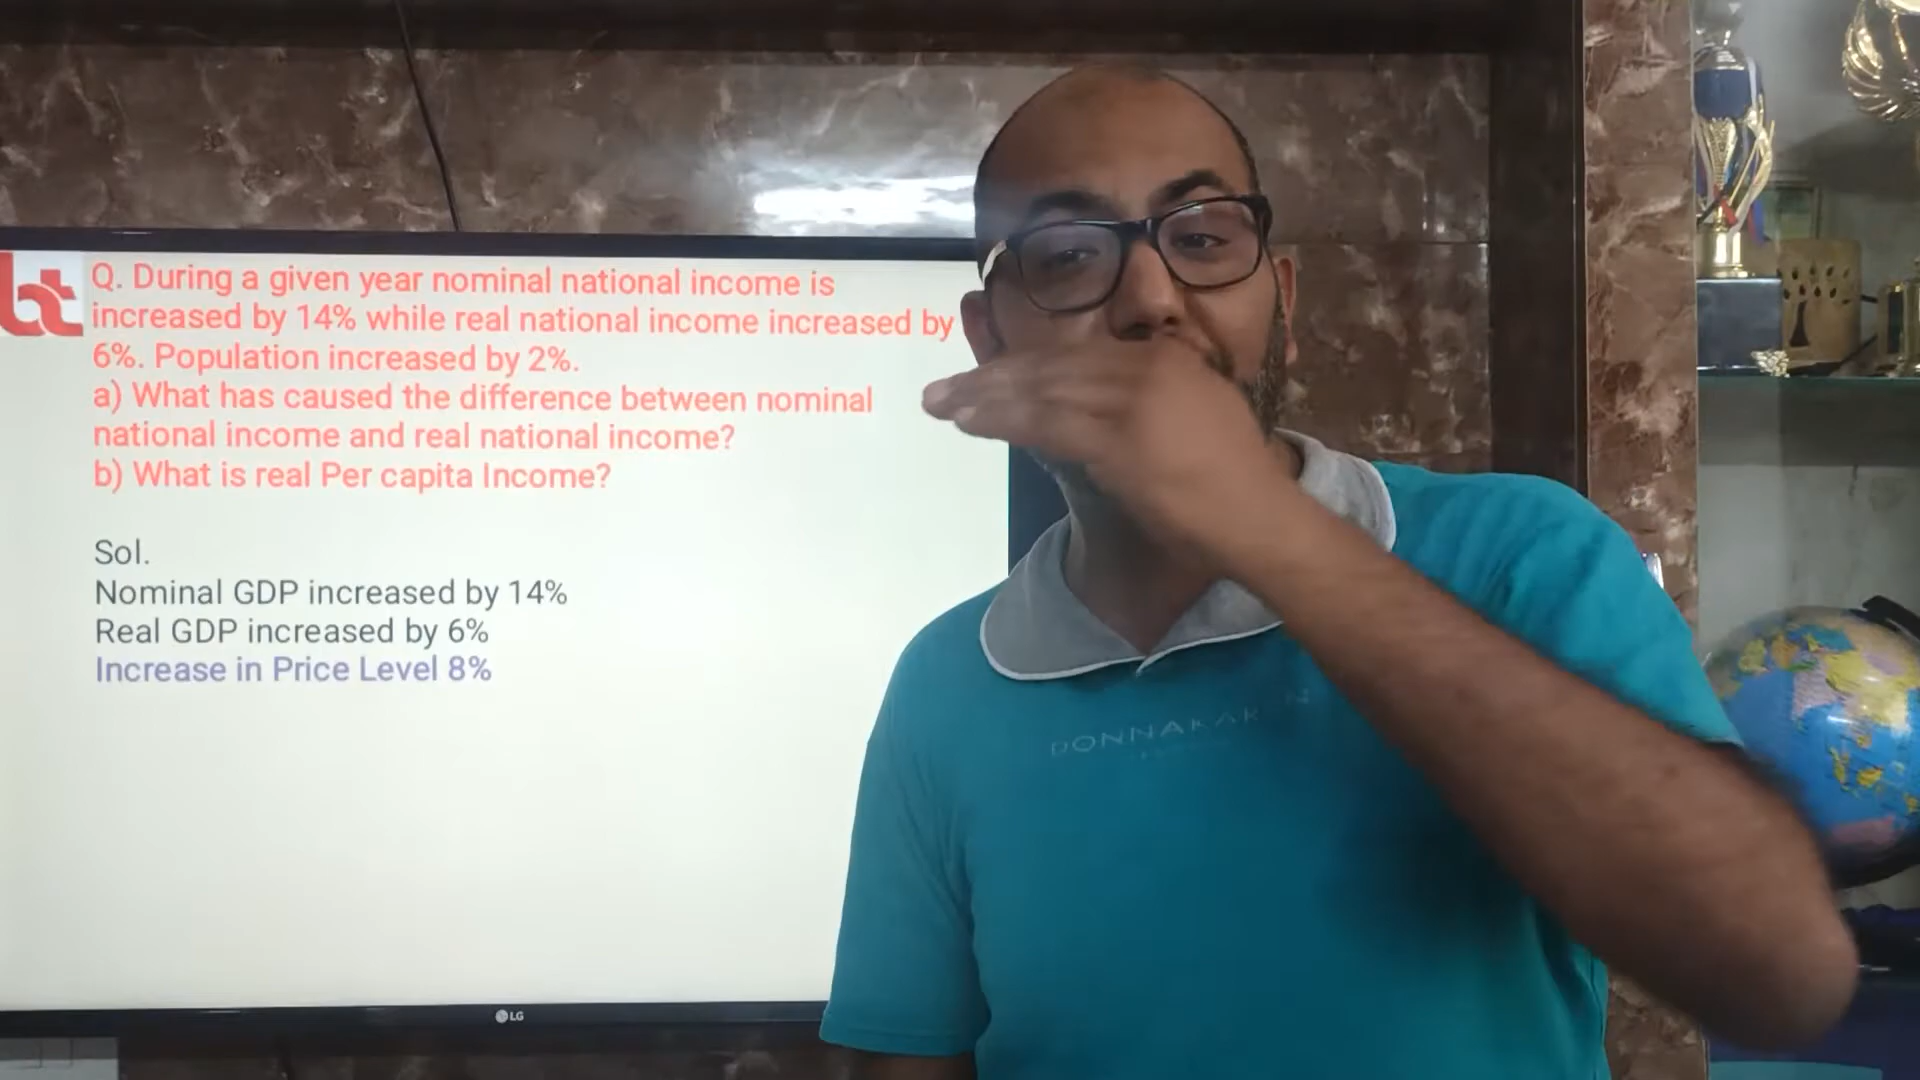 bt
Q. During a given year nominal national income is
increased by 14% while real national income increased by
6%. Population increased by 2%.
a) What has caused the difference between nominal
national income and real national income?
b) What is real Per capita Income?
Sol.
Nominal GDP increased by 14%
Real GDP increased by 6%
Increase in Price Level 8%
DONNAKARAN
LG